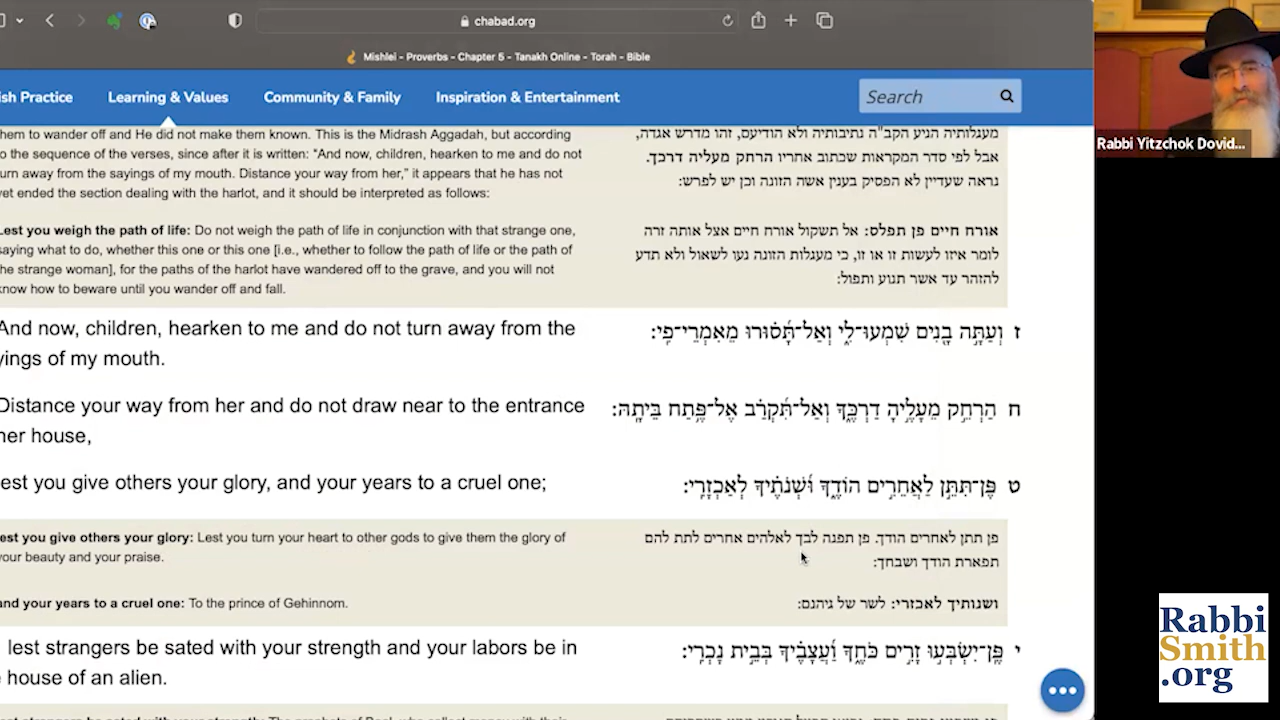 chabad.org
Mishlei - Proverbs - Chapter 5 - Tanakh Online - Torah - Bible
ish Practice Learning & Values Community & Family Inspiration & Entertainment Search
Rabbi Yitzchok Dovid...
them to wander off and He did not make them known. This is the Midrash Aggadah, but according
to the sequence of the verses, since after it is written: “And now, children, hearken to me and do not
turn away from the sayings of my mouth. Distance your way from her,” it appears that he has not
yet ended the section dealing with the harlot, and it should be interpreted as follows:
מעגלותיה הניע הקב"ה נתיבותיה ולא הודיעם, זהו מדרש אגדה,
אבל לפי סדר המקראות שכתוב אחריו הרחק מעליה דרכך.
נראה שעדיין לא הפסיק בענין אשה הזונה וכן יש לפרש:
Lest you weigh the path of life: Do not weigh the path of life in conjunction with that strange one,
saying what to do, whether this one or this one [i.e., whether to follow the path of life or the path of
the strange woman], for the paths of the harlot have wandered off to the grave, and you will not
know how to beware until you wander off and fall.
אורח חיים פן תפלס: אל תשקול אורח חיים אצל אותה זרה
לומר איזו לעשות זו או זו, כי מעגלות הזונה נעו לשאול ולא תדע
להזהר עד אשר תנוע ותפול:
And now, children, hearken to me and do not turn away from the
yings of my mouth.
ז וְעַתָּ֣ה בָ֖נִים שִׁמְעוּ־לִ֑י וְאַל־תָּ֜ס֗וּרוּ מֵאִמְרֵי־פִֽי:
Distance your way from her and do not draw near to the entrance
her house,
ח הַרְחֵ֣ק מֵעָלֶ֣יהָ דַרְכֶּ֑ךָ וְאַל־תִּ֜קְרַ֗ב אֶל־פֶּ֥תַח בֵּיתָֽהּ:
est you give others your glory, and your years to a cruel one;
ט פֶּן־תִּתֵּ֣ן לַֽאֲחֵרִ֣ים הוֹדֶ֑ךָ וּ֜שְׁנֹתֶ֗יךָ לְאַכְזָרִֽי:
est you give others your glory: Lest you turn your heart to other gods to give them the glory of
your beauty and your praise.
פן תתן לאחרים הודך. פן תפנה לבך לאלהים אחרים לתת להם
תפארת הודך ושבחך:
and your years to a cruel one: To the prince of Gehinnom.
ושנותיך לאכזרי: לשר של גיהנם:
lest strangers be sated with your strength and your labors be in
e house of an alien.
י פֶּֽן־יִשְׂבְּע֣וּ זָרִ֣ים כֹּחֶ֑ךָ וַ֜עֲצָבֶ֗יךָ בְּבֵ֣ית נָכְרִֽי:
Rabbi
Smith
.org